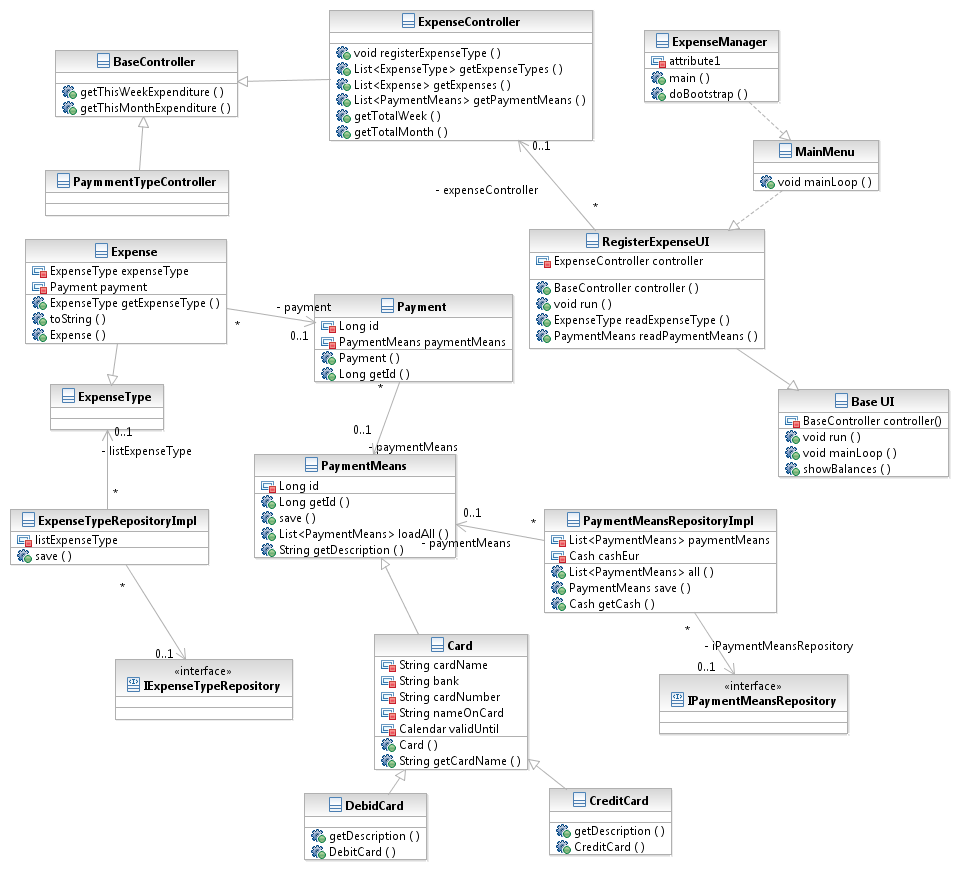 ExpenseController
void registerExpenseType ( )
List<ExpenseType> getExpenseTypes ( )
List<Expense> getExpenses ( )
List<PaymentMeans> getPaymentMeans ( )
getTotalWeek ( )
getTotalMonth ( )
BaseController
getThisWeekExpenditure ( )
getThisMonthExpenditure ( )
ExpenseManager
attribute1
main ( )
doBootstrap ( )
MainMenu
void mainLoop ( )
PaymmentTypeController
0..1
- expenseController
*
RegisterExpenseUI
ExpenseController controller
BaseController controller ( )
void run ( )
ExpenseType readExpenseType ( )
PaymentMeans readPaymentMeans ( )
Expense
ExpenseType expenseType
Payment payment
ExpenseType getExpenseType ( )
toString ( )
Expense ( )
- payment
*
0..1
Payment
Long id
PaymentMeans paymentMeans
Payment ( )
Long getId ( )
ExpenseType
0..1
- listExpenseType
*
*
0..1
- paymentMeans
Base UI
BaseController controller()
void run ( )
void mainLoop ( )
showBalances ( )
PaymentMeans
Long id
Long getId ( )
save ( )
List<PaymentMeans> loadAll ( )
String getDescription ( )
0..1
*
- paymentMeans
ExpenseTypeRepositoryImpl
listExpenseType
save ( )
PaymentMeansRepositoryImpl
List<PaymentMeans> paymentMeans
Cash cashEur
List<PaymentMeans> all ( )
PaymentMeans save ( )
Cash getCash ( )
*
0..1
«interface»
IExpenseTypeRepository
*
- iPaymentMeansRepository
0..1
«interface»
IPaymentMeansRepository
Card
String cardName
String bank
String cardNumber
String nameOnCard
Calendar validUntil
Card ( )
String getCardName ( )
DebidCard
getDescription ( )
DebitCard ( )
CreditCard
getDescription ( )
CreditCard ( )